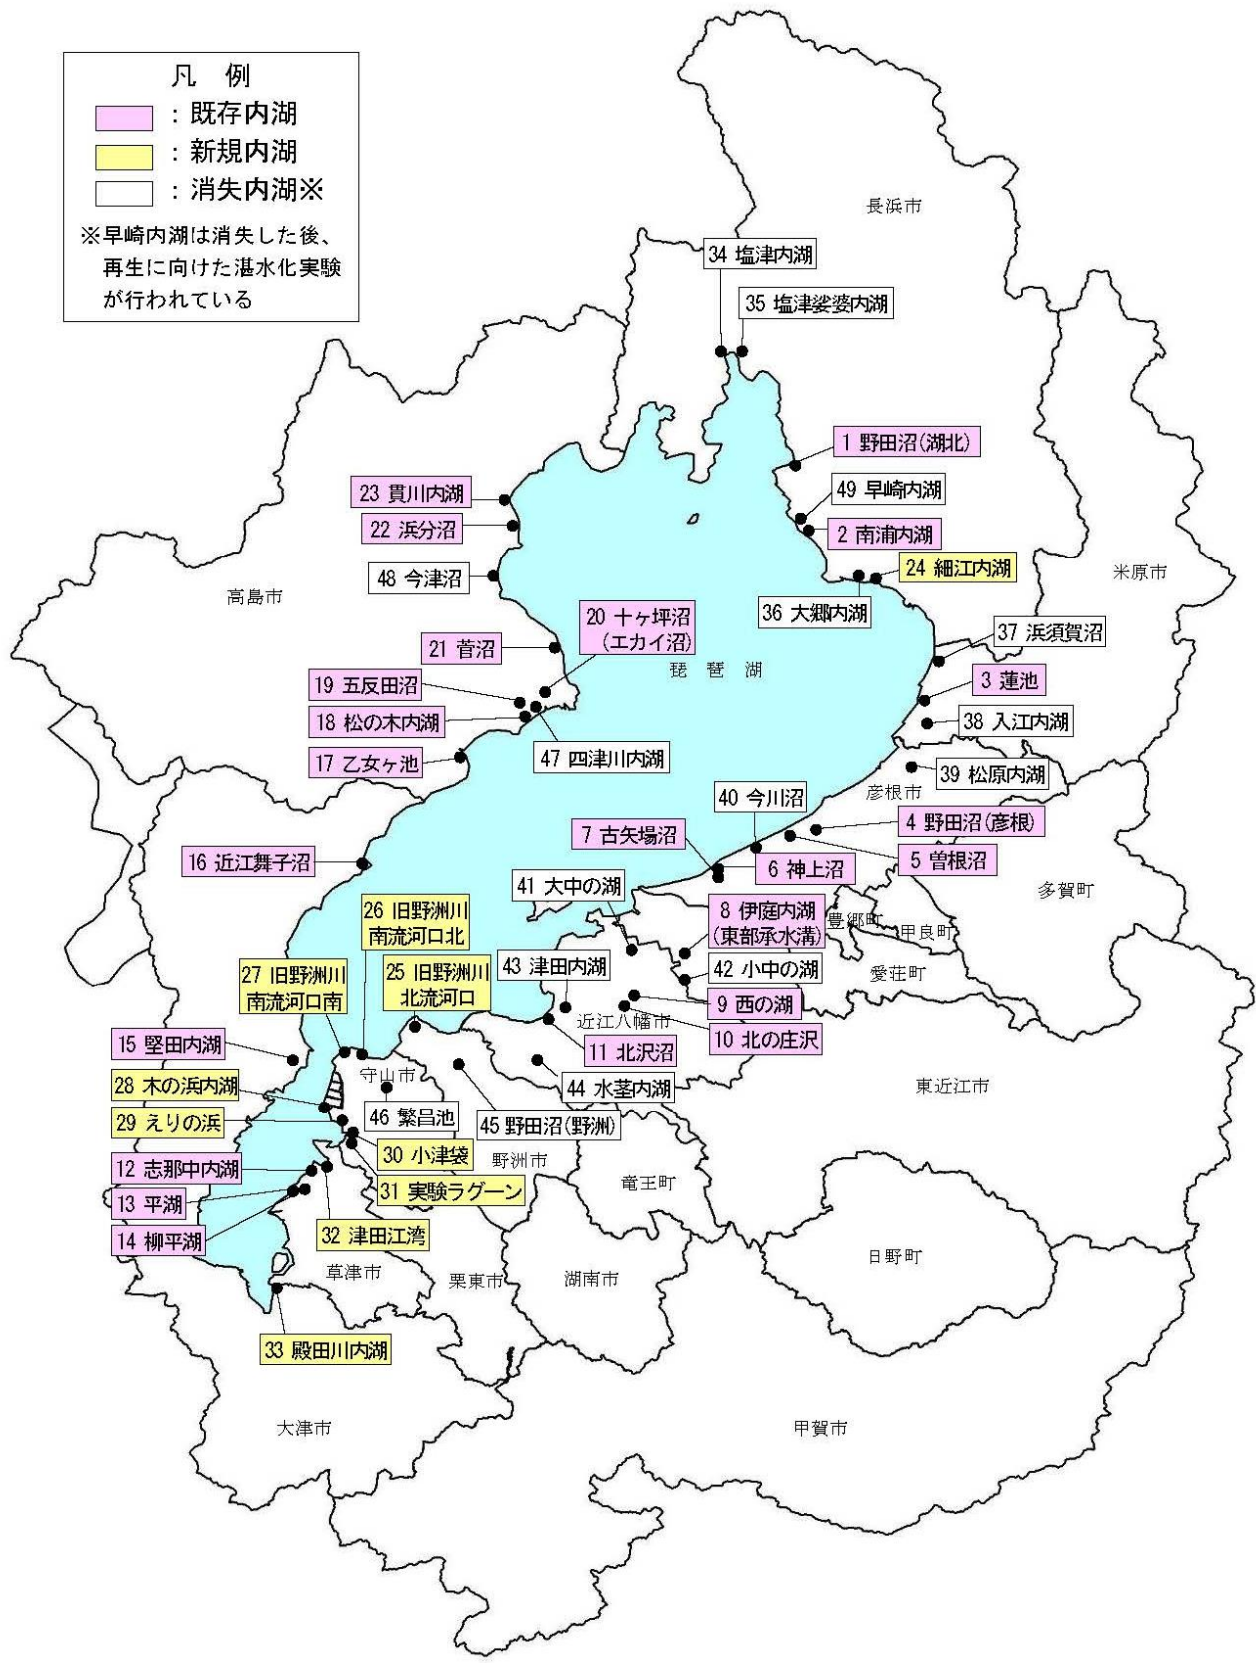 凡 例
：既存内湖
：新規内湖
：消失内湖※
※早崎内湖は消失した後、
再生に向けた湛水化実験
が行われている
長浜市
34 塩津内湖
35 塩津娑婆内湖
1 野田沼(湖北)
23 貫川内湖
49 早崎内湖
22 浜分沼
2 南浦内湖
24 細江内湖
48 今津沼
米原市
高島市
20 十ヶ坪沼
(エカイ沼)
36 大郷内湖
37 浜須賀沼
21 菅沼
琵 琶 湖
19 五反田沼
3 蓮池
18 松の木内湖
38 入江内湖
17 乙女ヶ池
47 四津川内湖
39 松原内湖
彦根市
40 今川沼
4 野田沼(彦根)
7 古矢場沼
5 曽根沼
16 近江舞子沼
6 神上沼
41 大中の湖
多賀町
26 旧野洲川
南流河口北
8 伊庭内湖
(東部承水溝)
豊郷町
甲良町
27 旧野洲川
南流河口南
25 旧野洲川
北流河口
43 津田内湖
42 小中の湖
愛荘町
9 西の湖
近江八幡市
10 北の庄沢
15 堅田内湖
11 北沢沼
守山市
28 木の浜内湖
44 水茎内湖
東近江市
29 えりの浜
46 繁昌池
45 野田沼(野洲)
30 小津袋
野洲市
12 志那中内湖
31 実験ラグーン
竜王町
13 平湖
14 柳平湖
32 津田江湾
草津市
栗東市
湖南市
日野町
33 殿田川内湖
大津市
甲賀市